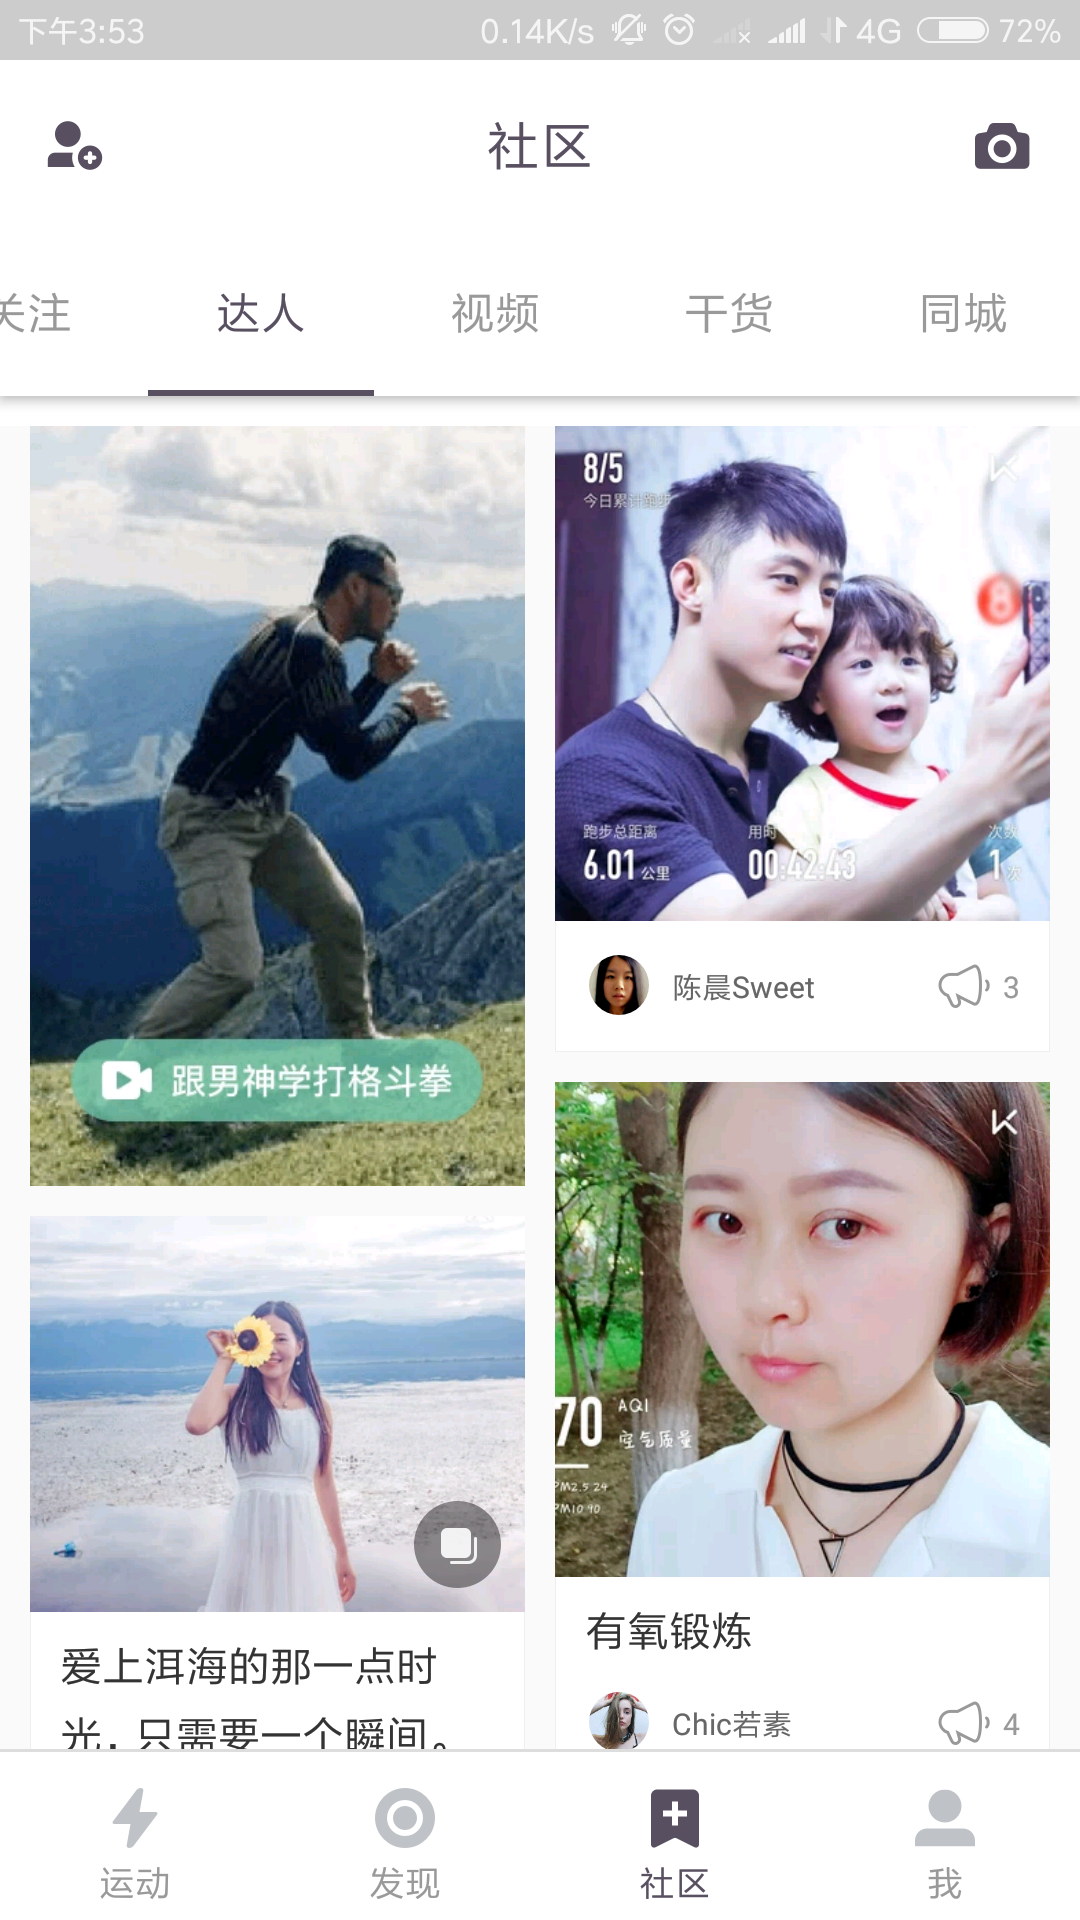 下午3:53
0.14K/s
4G
72%
社区
关注
达人
视频
干货
同城
8/5
今日累计跑步
跑步总距离
用时
次数
6.01公里
00:42:43
1次
陈晨Sweet
3
跟男神学打格斗拳
70
AQI
空气质量
PM2.5 29
PM10 90
有氧锻炼
Chic若素
4
爱上洱海的那一点时
光，只需要一个瞬间。
运动
发现
社区
我